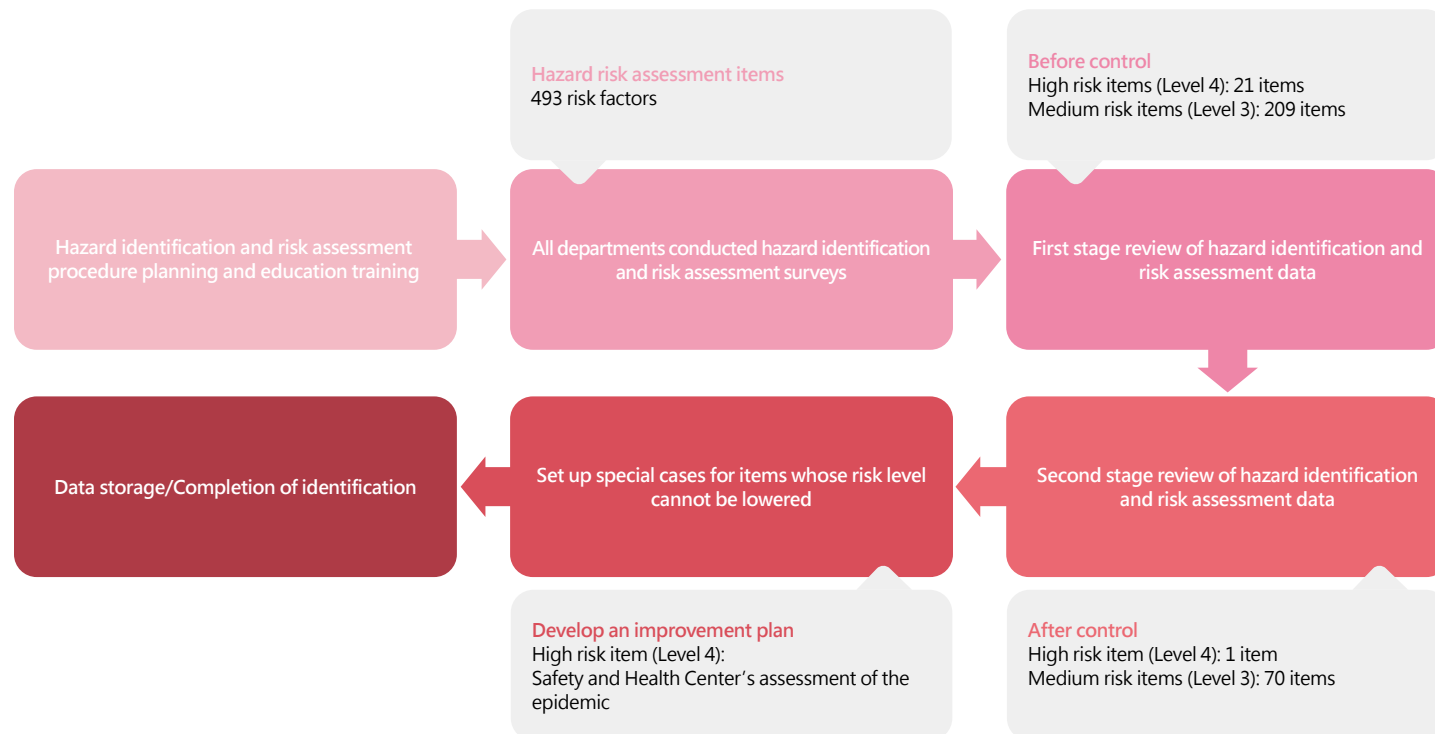 Hazard risk assessment items
493 risk factors
Before control
High risk items (Level 4): 21 items
Medium risk items (Level 3): 209 items
Hazard identification and risk assessment
procedure planning and education training
All departments conducted hazard identification
and risk assessment surveys
First stage review of hazard identification and
risk assessment data
Second stage review of hazard identification
and risk assessment data
Set up special cases for items whose risk level
cannot be lowered
Data storage/Completion of identification
Develop an improvement plan
High risk item (Level 4):
Safety and Health Center's assessment of the
epidemic
After control
High risk item (Level 4): 1 item
Medium risk items (Level 3): 70 items